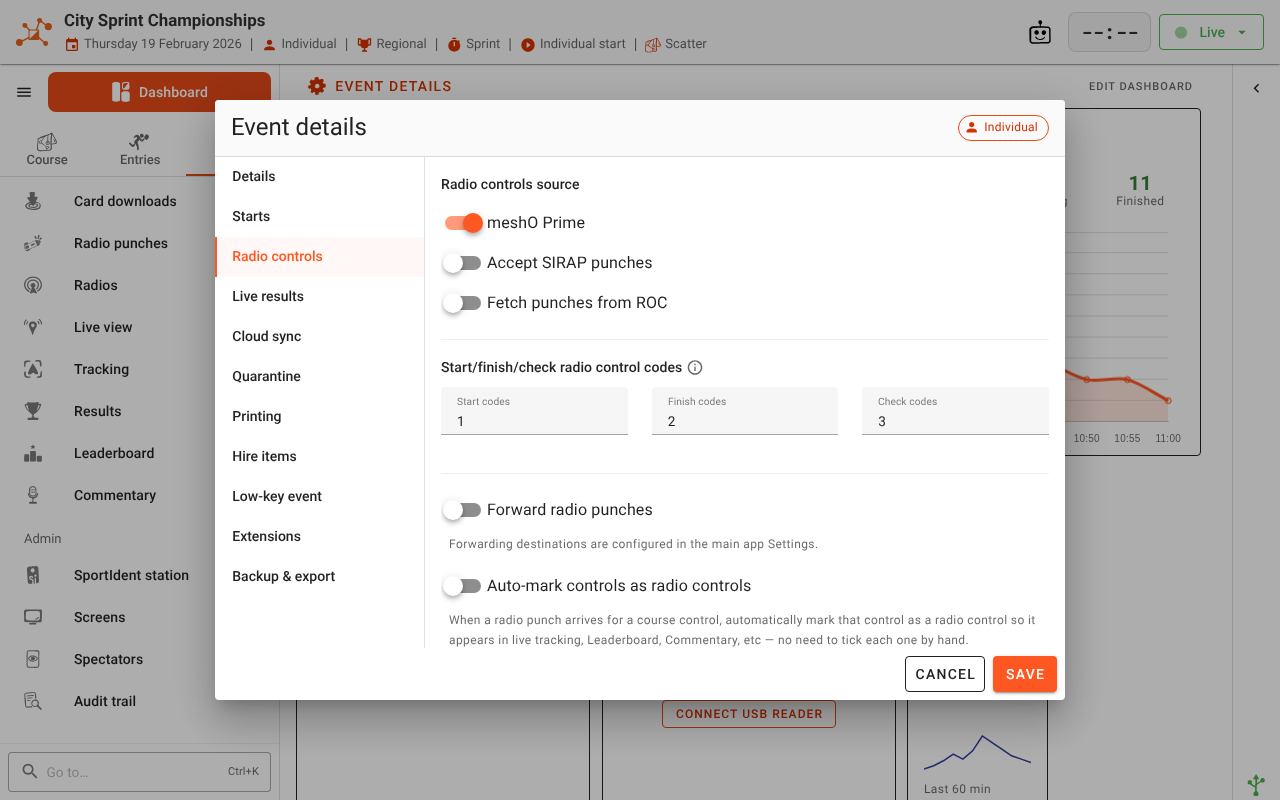 City Sprint Championships
Thursday 19 February 2026 | Individual | Regional | Sprint | Individual start | Scatter
--:--
Live
Dashboard
EVENT DETAILS
EDIT DASHBOARD
Course
Entries
Card downloads
Radio punches
Radios
Live view
Tracking
Results
Leaderboard
Commentary
Admin
SportIdent station
Screens
Spectators
Audit trail
Go to...
Ctrl+K
Event details
Individual
Details
Starts
Radio controls
Live results
Cloud sync
Quarantine
Printing
Hire items
Low-key event
Extensions
Backup & export
Radio controls source
meshO Prime
Accept SIRAP punches
Fetch punches from ROC
Start/finish/check radio control codes
Start codes
1
Finish codes
2
Check codes
3
Forward radio punches
Forwarding destinations are configured in the main app Settings.
Auto-mark controls as radio controls
When a radio punch arrives for a course control, automatically mark that control as a radio control so it
appears in live tracking, Leaderboard, Commentary, etc — no need to tick each one by hand.
CANCEL
SAVE
11
Finished
10:50 10:55 11:00
CONNECT USB READER
Last 60 min